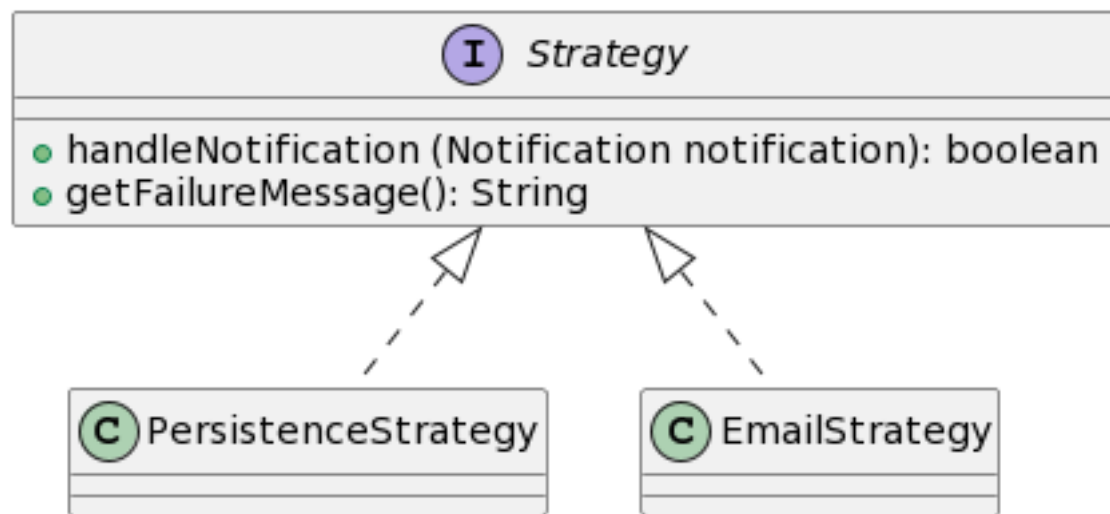 I Strategy
handleNotification (Notification notification): boolean
getFailureMessage(): String
C PersistenceStrategy
C EmailStrategy